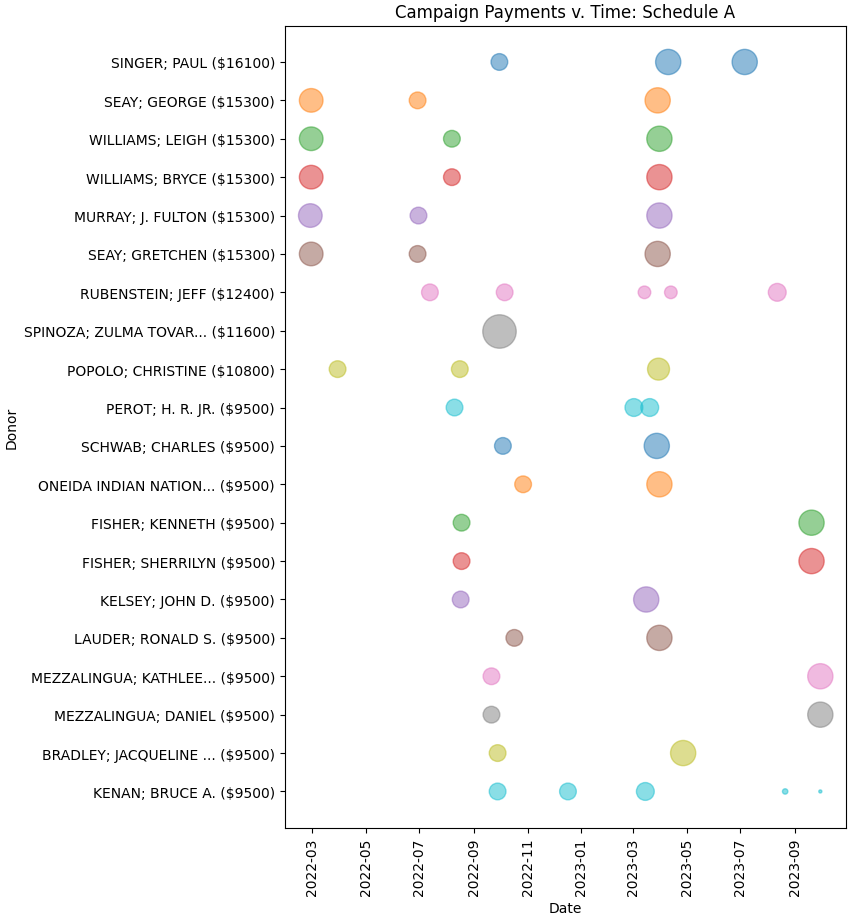 Campaign Payments v. Time: Schedule A
SINGER; PAUL ($16100)
SEAY; GEORGE ($15300)
WILLIAMS; LEIGH ($15300)
WILLIAMS; BRYCE ($15300)
MURRAY; J. FULTON ($15300)
SEAY; GRETCHEN ($15300)
RUBENSTEIN; JEFF ($12400)
SPINOZA; ZULMA TOVAR... ($11600)
POPOLO; CHRISTINE ($10800)
PEROT; H. R. JR. ($9500)
SCHWAB; CHARLES ($9500)
ONEIDA INDIAN NATION... ($9500)
FISHER; KENNETH ($9500)
FISHER; SHERRILYN ($9500)
KELSEY; JOHN D. ($9500)
LAUDER; RONALD S. ($9500)
MEZZALINGUA; KATHLEE... ($9500)
MEZZALINGUA; DANIEL ($9500)
BRADLEY; JACQUELINE ... ($9500)
KENAN; BRUCE A. ($9500)
Donor
2022-03
2022-05
2022-07
2022-09
2022-11
2023-01
2023-03
2023-05
2023-07
2023-09
Date